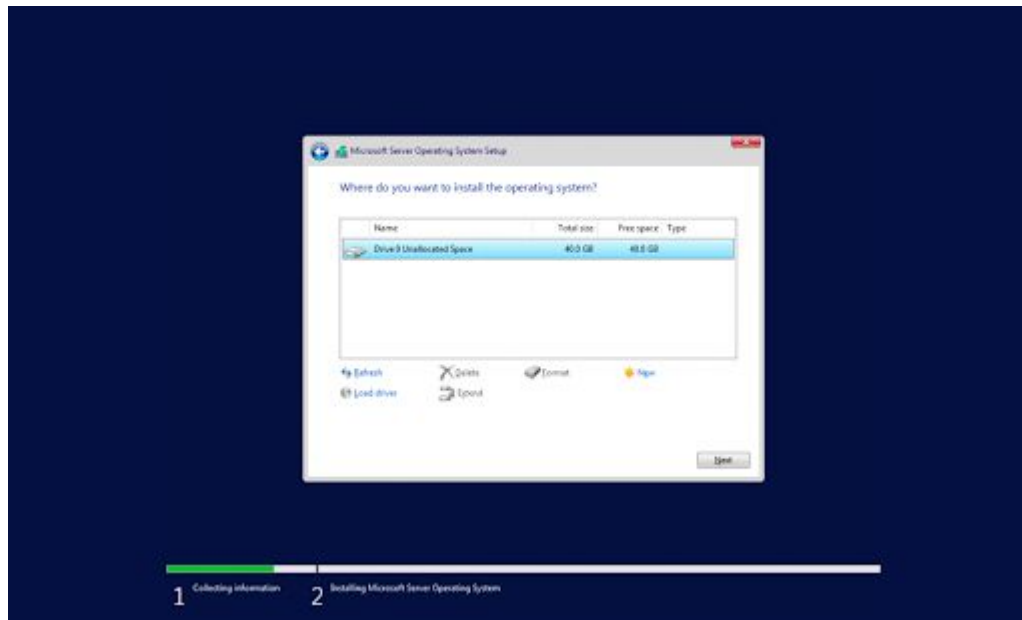 Microsoft Server Operating System Setup
Where do you want to install the operating system?
Name Total size Free space Type
Drive 0 Unallocated Space 40.0 GB 40.0 GB
Refresh Delete Format New
Load driver Extend
Next
1 Collecting information 2 Installing Microsoft Server Operating System